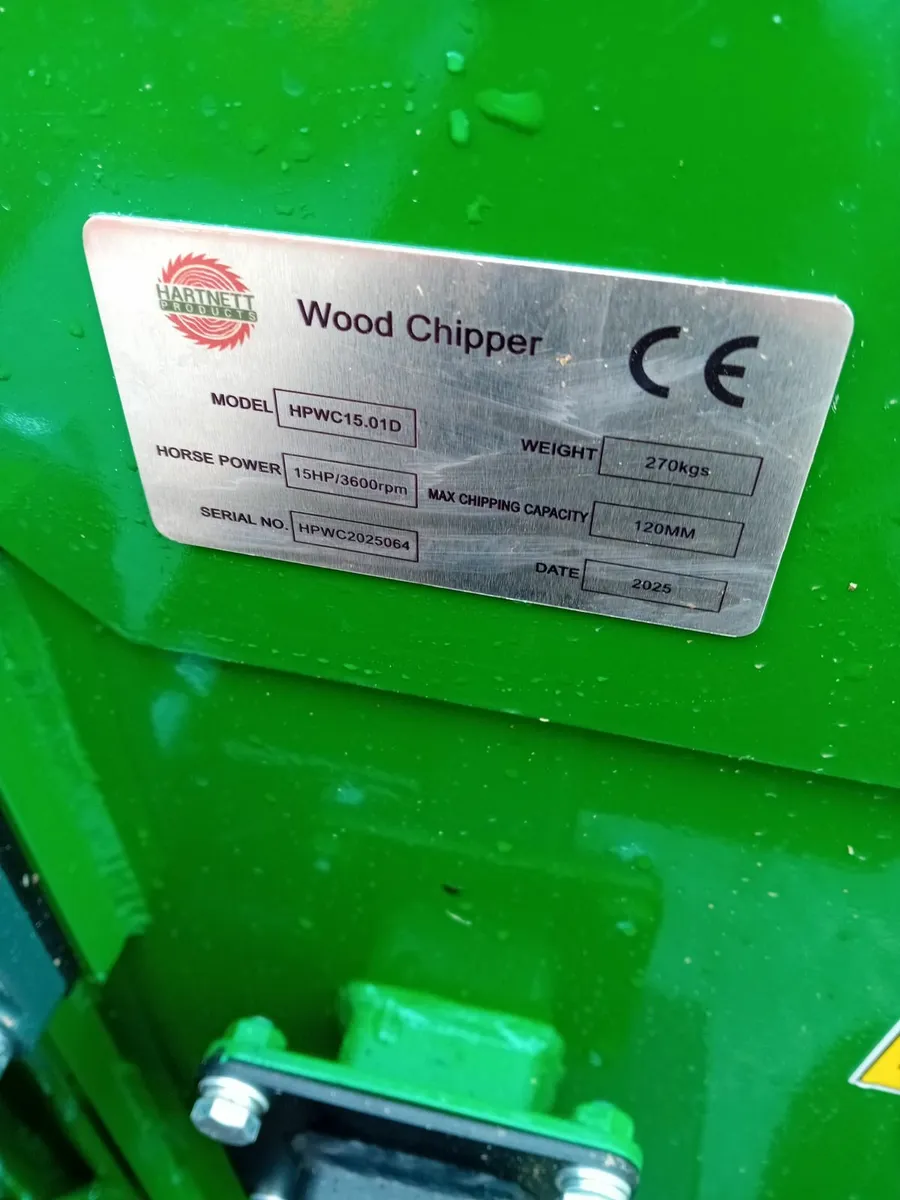 HARTNETT
PRODUCTS
Wood Chipper
CE
MODEL HPWC15.01D
HORSE POWER 15HP/3600rpm
SERIAL NO. HPWC2025064
WEIGHT 270kgs
MAX CHIPPING CAPACITY 120MM
DATE 2025